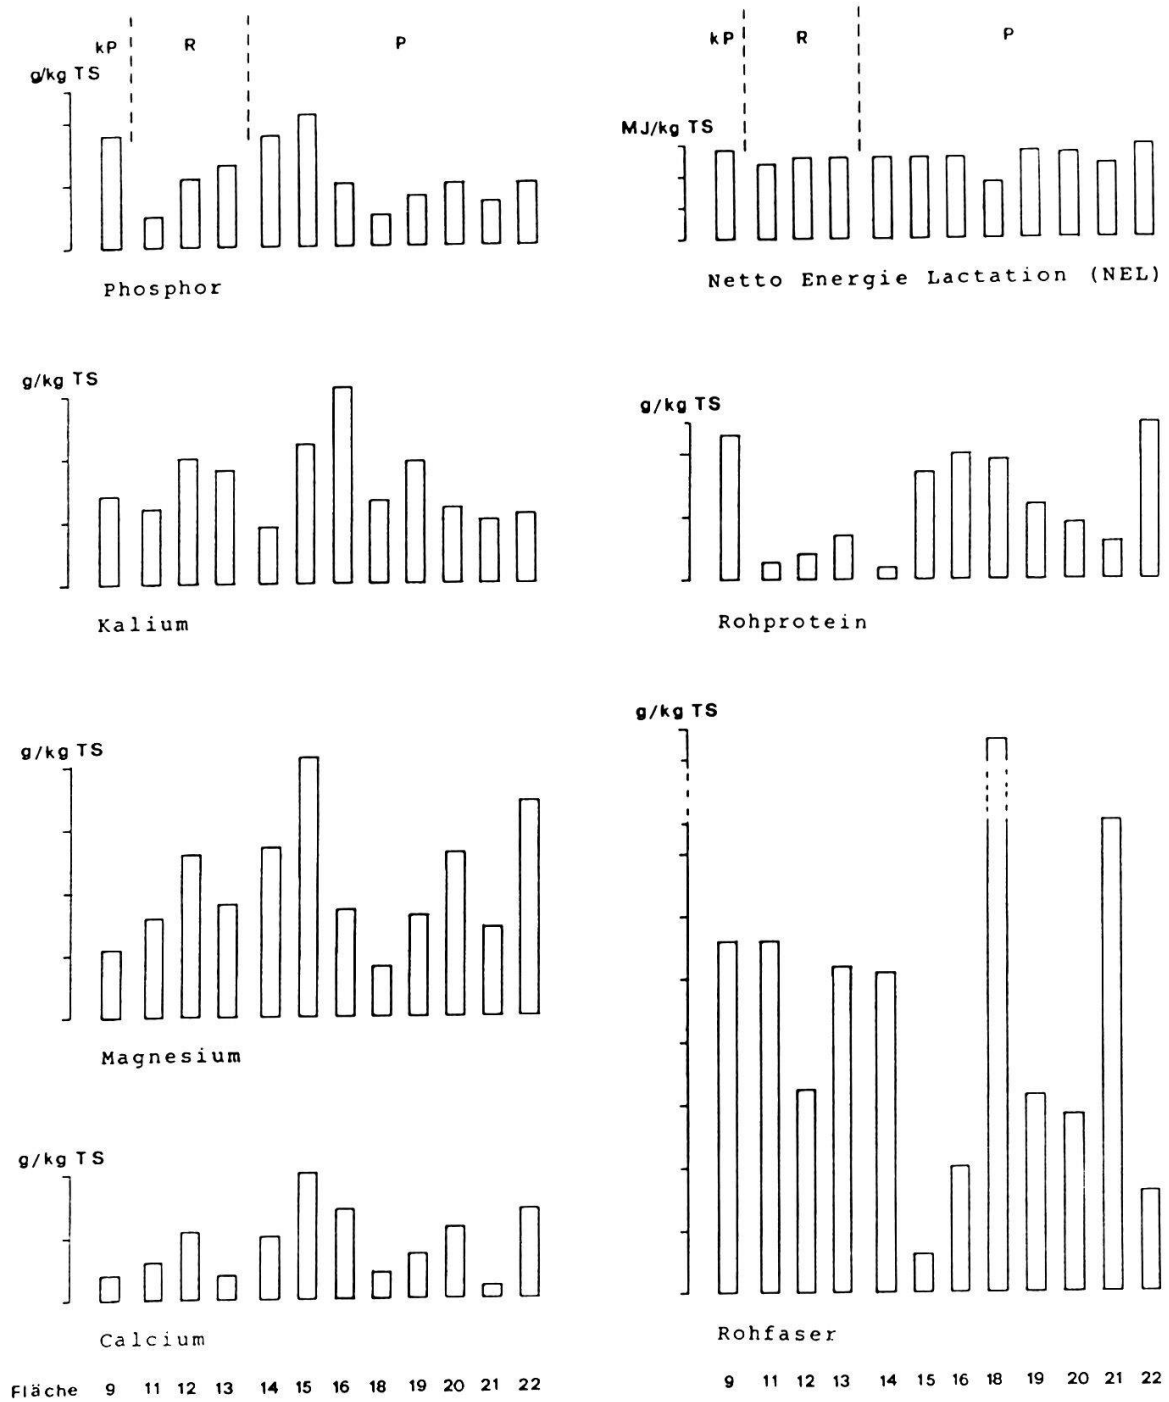 kP R P
g/kg TS
Phosphor
g/kg TS
Kalium
g/kg TS
Magnesium
g/kg TS
Calcium
Fläche 9 11 12 13 14 15 16 18 19 20 21 22
kP R P
MJ/kg TS
Netto Energie Lactation (NEL)
g/kg TS
Rohprotein
g/kg TS
Rohfaser
9 11 12 13 14 15 16 18 19 20 21 22